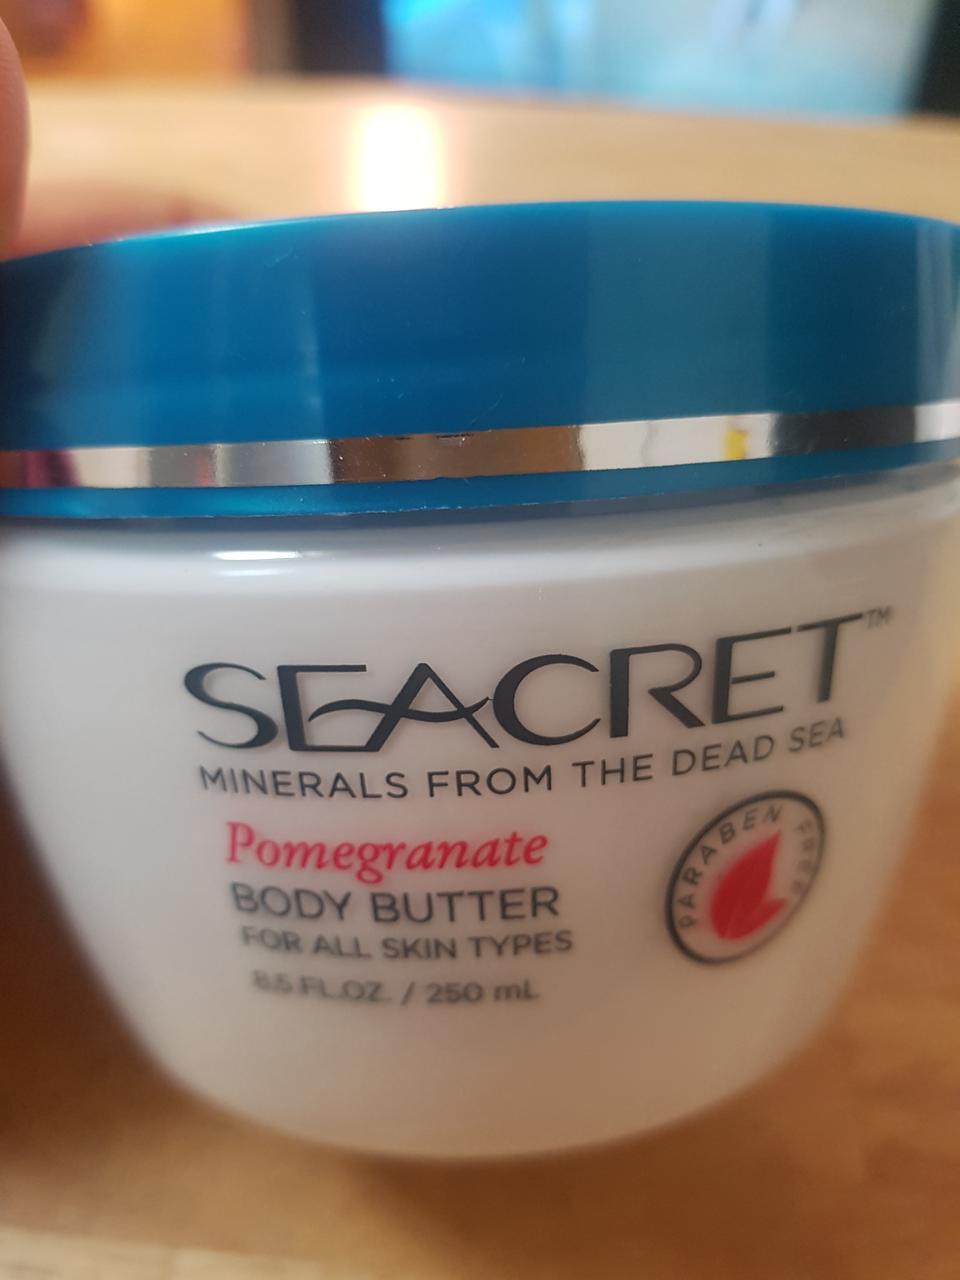 SEACRET™
MINERALS FROM THE DEAD SEA
Pomegranate
BODY BUTTER
FOR ALL SKIN TYPES
8.5 FL.OZ. / 250 mL
PARABEN FREE